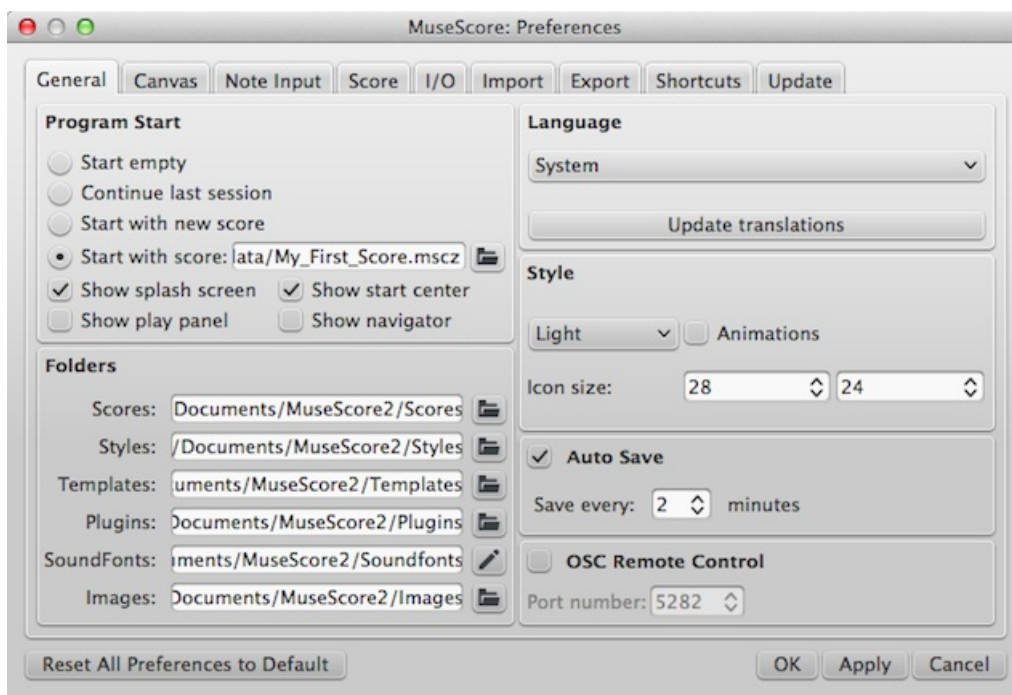 MuseScore: Preferences
General Canvas Note Input Score I/O Import Export Shortcuts Update
Program Start
Start empty
Continue last session
Start with new score
Start with score: lata/My_First_Score.mscz
Show splash screen Show start center
Show play panel Show navigator
Folders
Scores: Documents/MuseScore2/Scores
Styles: /Documents/MuseScore2/Styles
Templates: uments/MuseScore2/Templates
Plugins: Documents/MuseScore2/Plugins
SoundFonts: uments/MuseScore2/Soundfonts
Images: Documents/MuseScore2/Images
Language
System
Update translations
Style
Light Animations
Icon size: 28 24
Auto Save
Save every: 2 minutes
OSC Remote Control
Port number: 5282
Reset All Preferences to Default OK Apply Cancel